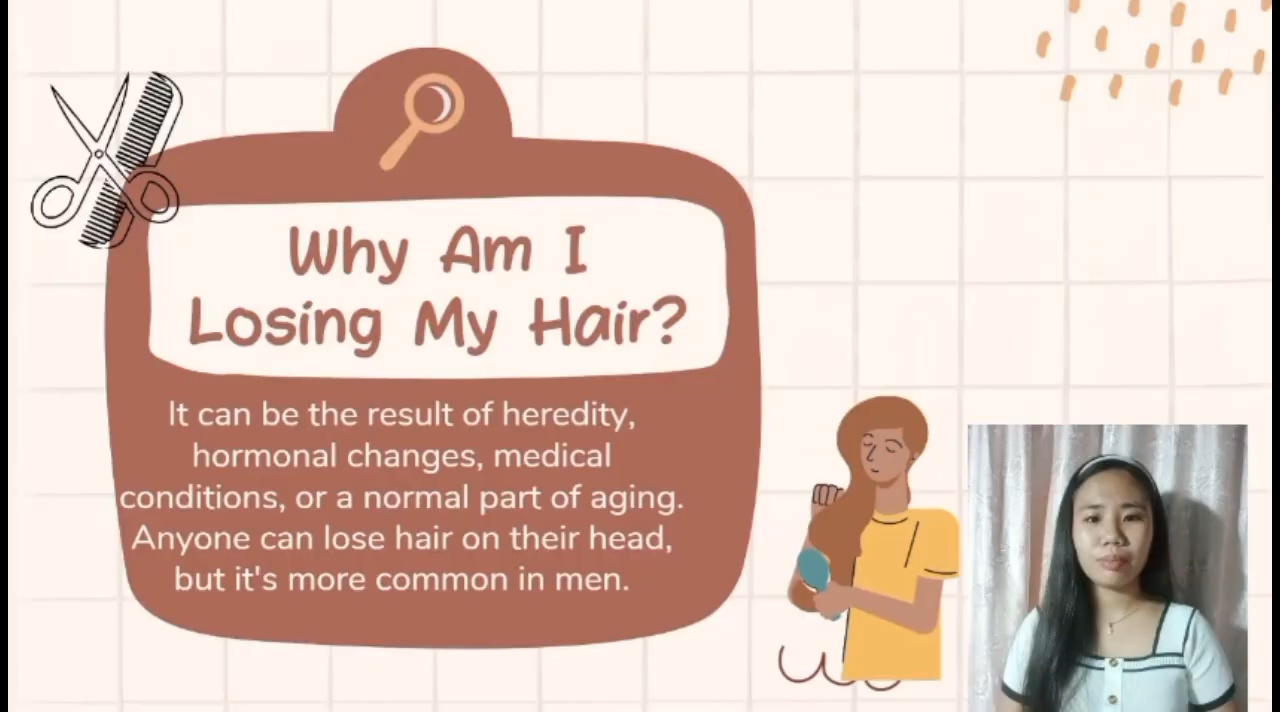 Why Am I
Losing My Hair?
It can be the result of heredity,
hormonal changes, medical
conditions, or a normal part of aging.
Anyone can lose hair on their head,
but it's more common in men.